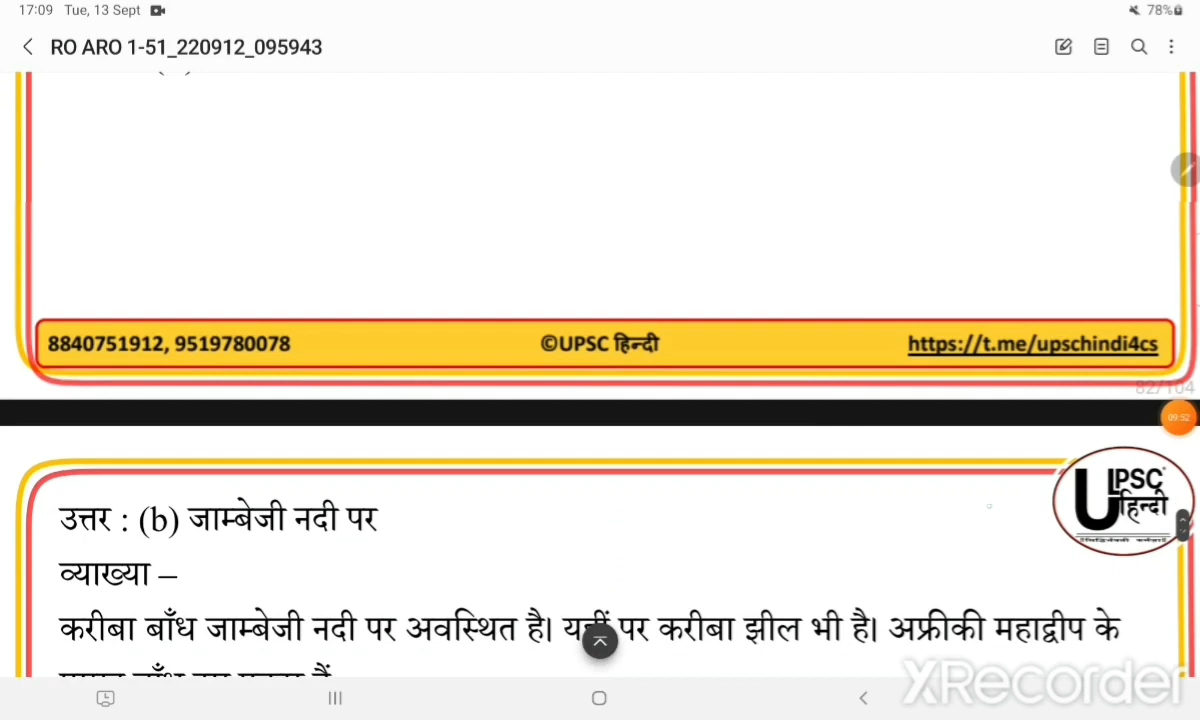 17:09 Tue, 13 Sept 78%
RO ARO 1-51_220912_095943
8840751912, 9519780078 ©UPSC हिन्दी https://t.me/upschindi4cs
82/104
09:52
UPSC
हिन्दी
उत्तर : (b) जाम्बेजी नदी पर
व्याख्या –
करीबा बाँध जाम्बेजी नदी पर अवस्थित है। यहीं पर करीबा झील भी है। अफ्रीकी महाद्वीप के
XRecorder